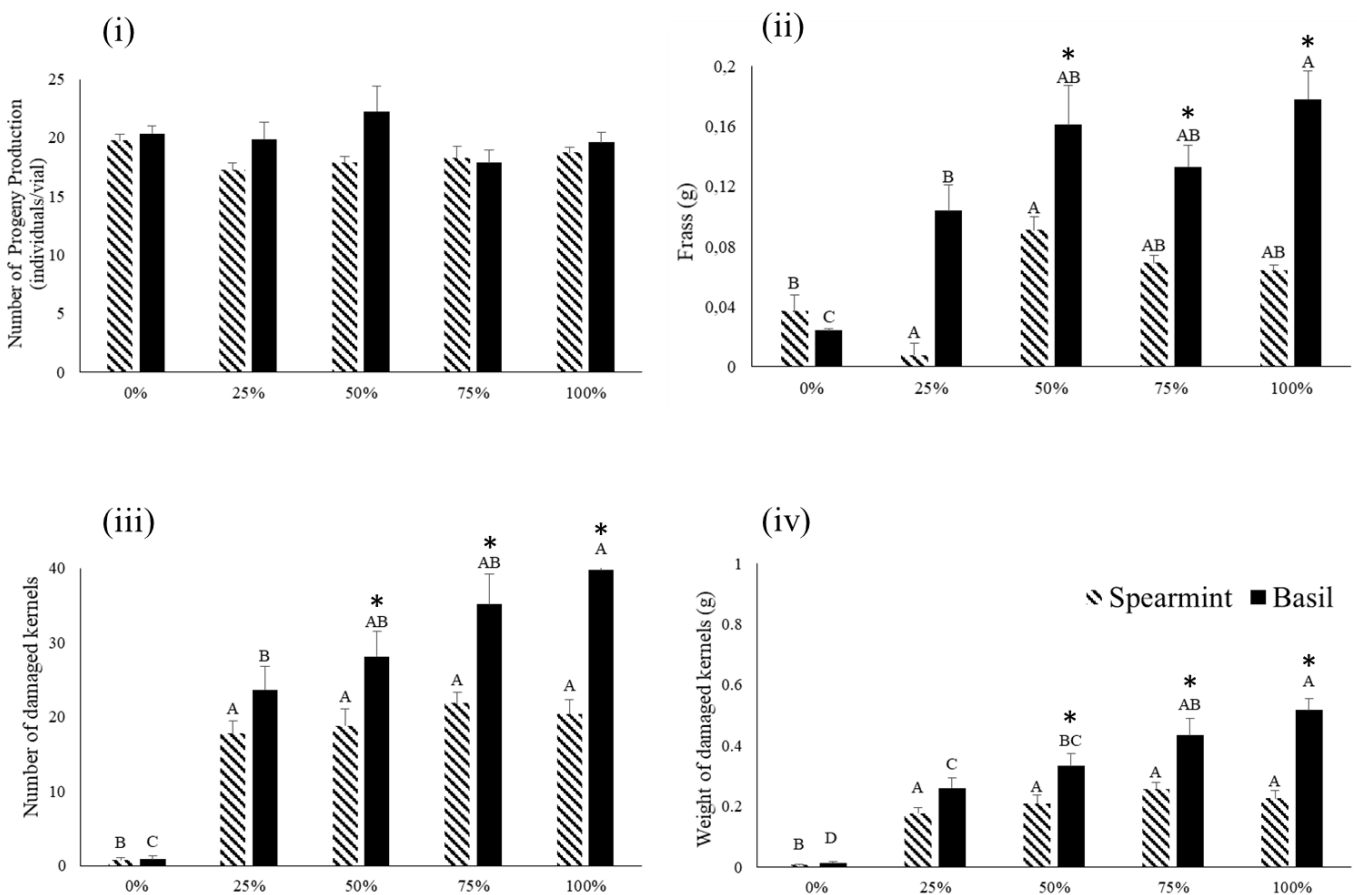 (i)
Number of Progeny Production
(individuals/vial)
25
20
15
10
5
0
0% 25% 50% 75% 100%
(ii)
Frass (g)
0,2
0,16
0,12
0,08
0,04
0
B C A B A AB * AB AB * AB A *
0% 25% 50% 75% 100%
(iii)
Number of damaged kernels
40
30
20
10
0
B C A B A AB * A AB * A A *
0% 25% 50% 75% 100%
(iv)
Weight of damaged kernels (g)
1
0.8
0.6
0.4
0.2
0
Spearmint Basil
B D A C A BC * A AB * A A *
0% 25% 50% 75% 100%